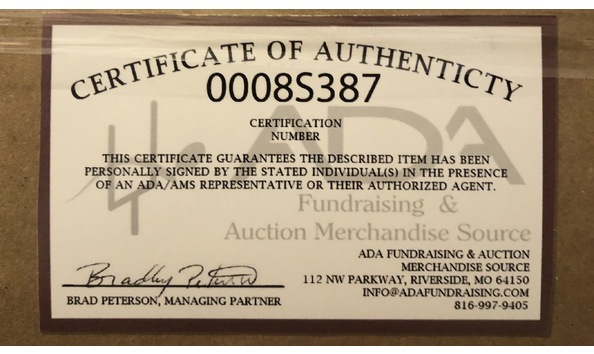 CERTIFICATE OF AUTHENTICTY
0008S387
CERTIFICATION
NUMBER
ADA
THIS CERTIFICATE GUARANTEES THE DESCRIBED ITEM HAS BEEN
PERSONALLY SIGNED BY THE STATED INDIVIDUAL(S) IN THE PRESENCE
OF AN ADA/AMS REPRESENTATIVE OR THEIR AUTHORIZED AGENT.
Fundraising &
Auction Merchandise Source
ADA FUNDRAISING & AUCTION
MERCHANDISE SOURCE
112 NW PARKWAY, RIVERSIDE, MO 64150
INFO@ADAFUNDRAISING.COM
816-997-9405
Bradley Peterson
BRAD PETERSON, MANAGING PARTNER